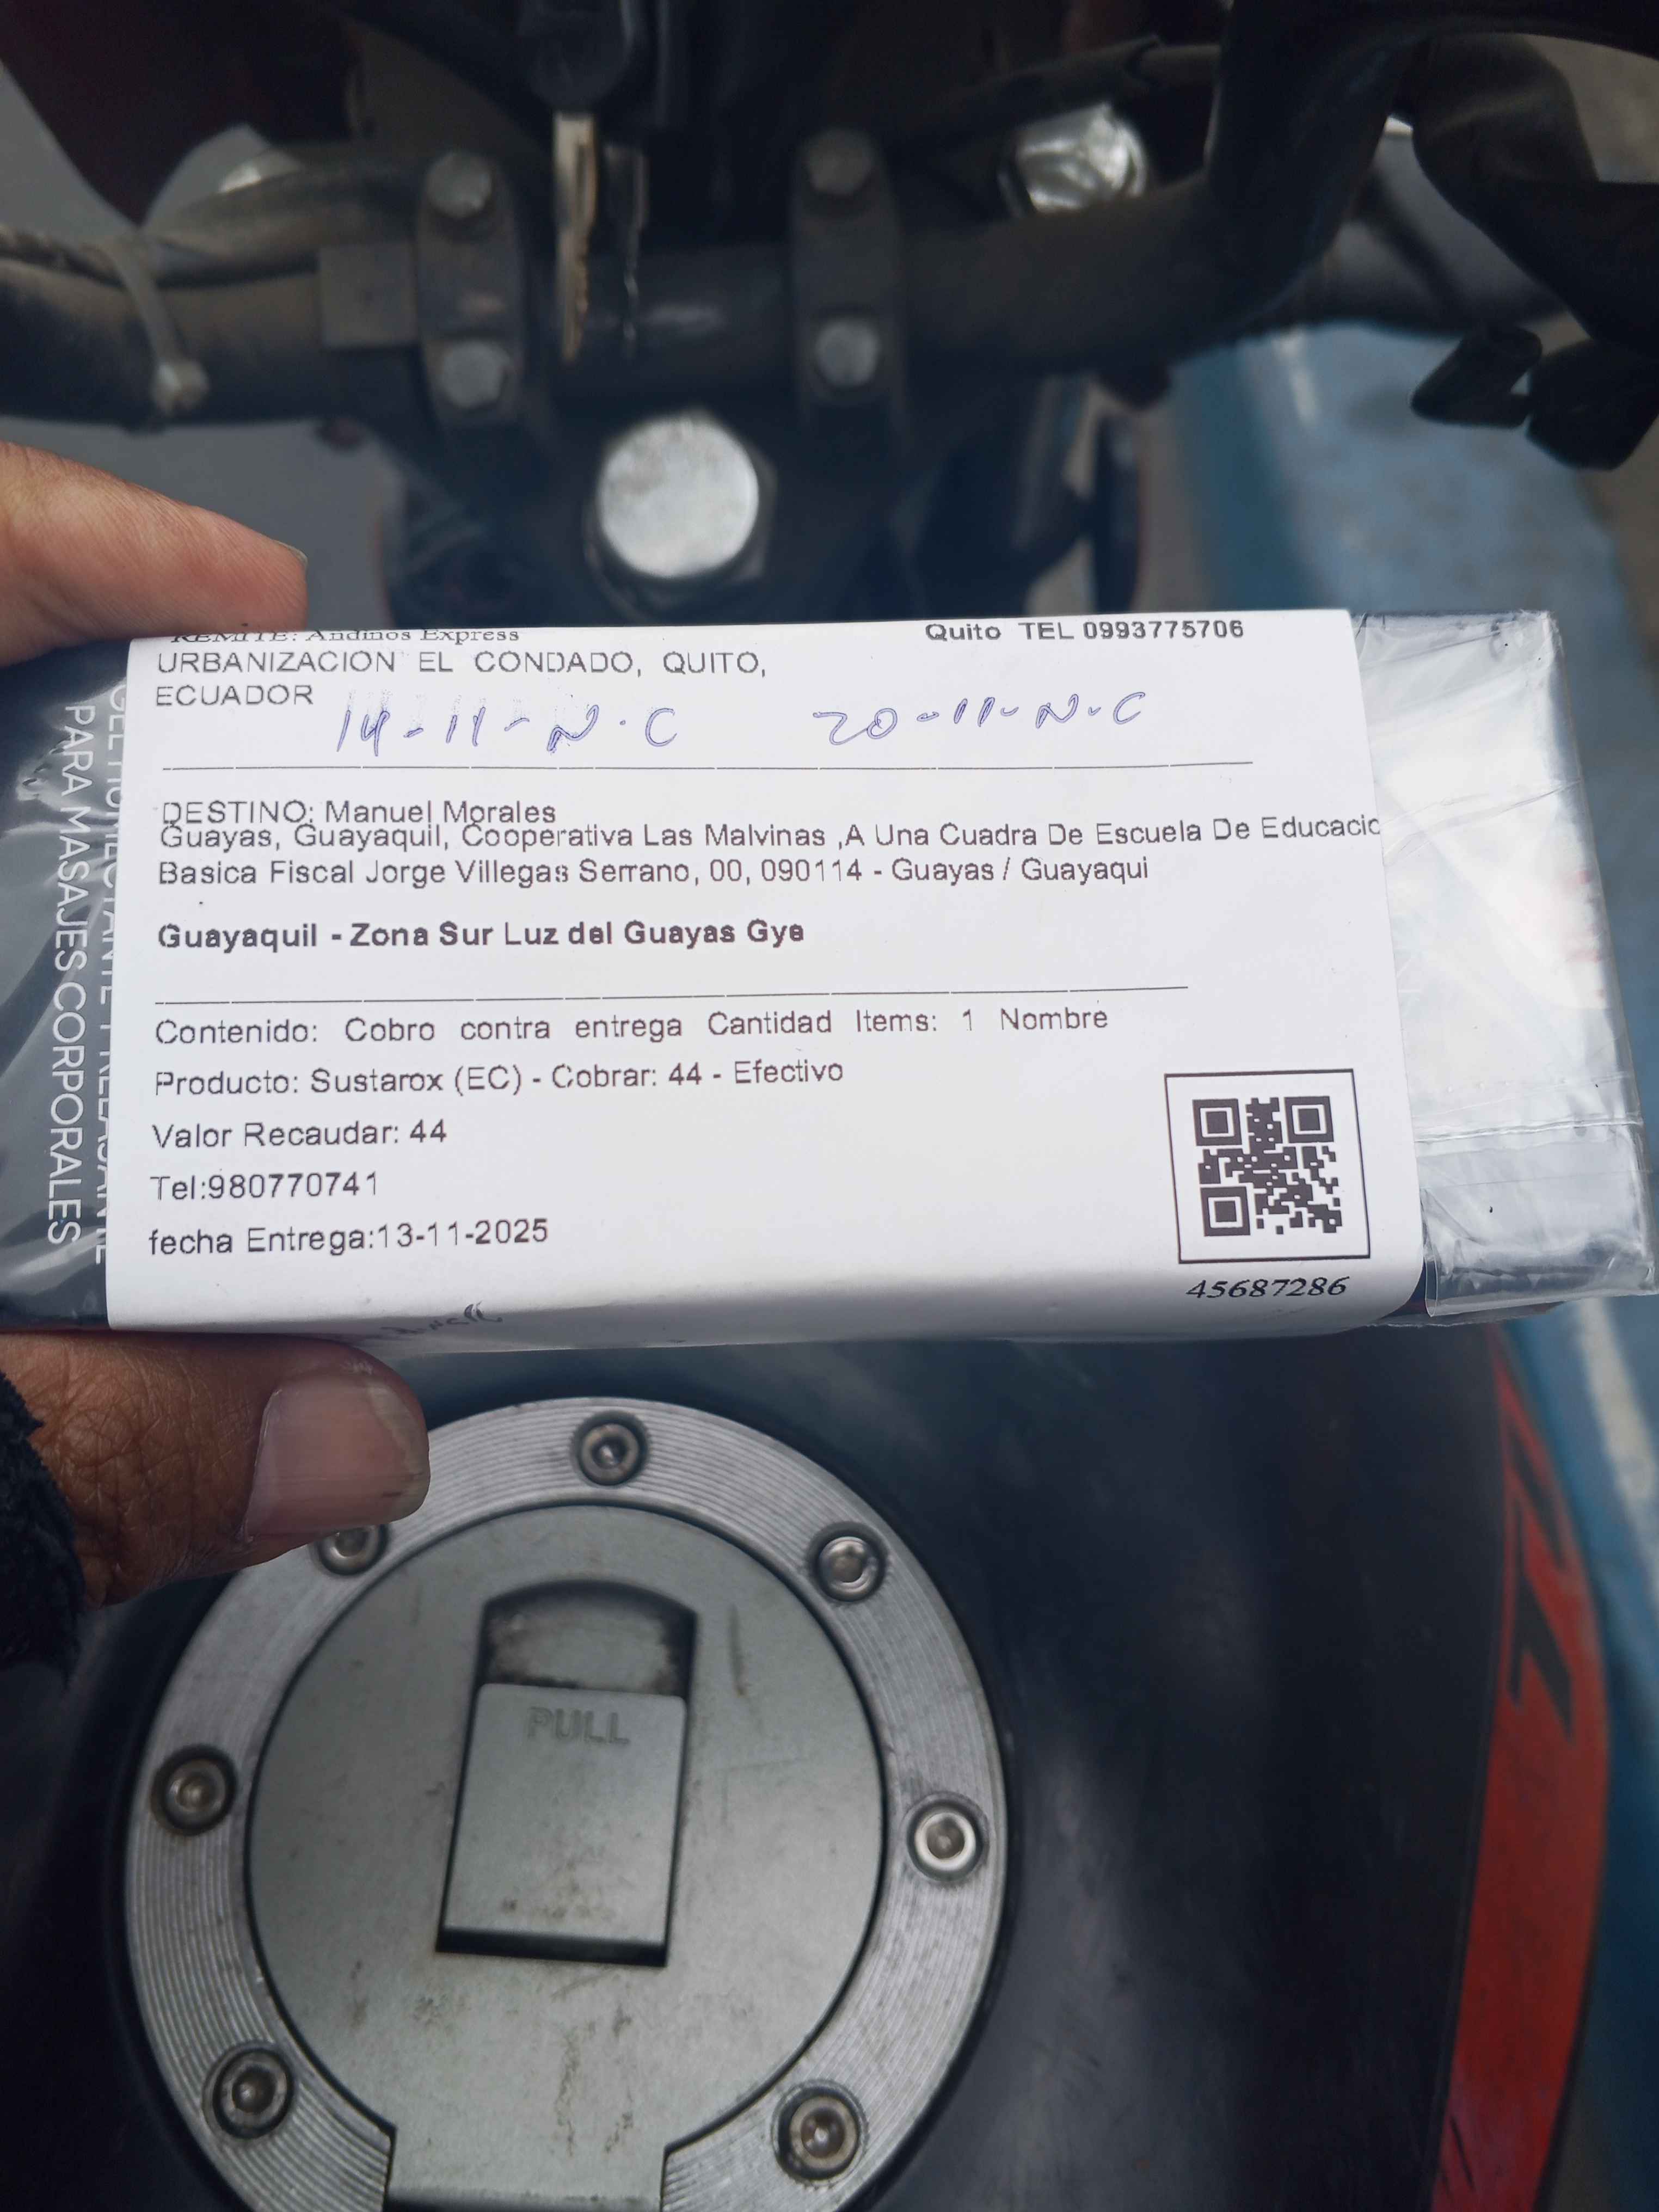 REMITE: Andinos Express
Quito TEL 0993775706
URBANIZACION EL CONDADO, QUITO,
ECUADOR
14-11-N.C 20-11-N.C
DESTINO: Manuel Morales
Guayas, Guayaquil, Cooperativa Las Malvinas ,A Una Cuadra De Escuela De Educacic
Basica Fiscal Jorge Villegas Serrano, 00, 090114 - Guayas / Guayaqui
Guayaquil - Zona Sur Luz del Guayas Gye
Contenido: Cobro contra entrega Cantidad Items: 1 Nombre
Producto: Sustarox (EC) - Cobrar: 44 - Efectivo
Valor Recaudar: 44
Tel:980770741
fecha Entrega:13-11-2025
45687286
PARA MASAJES CORPORALES
PULL